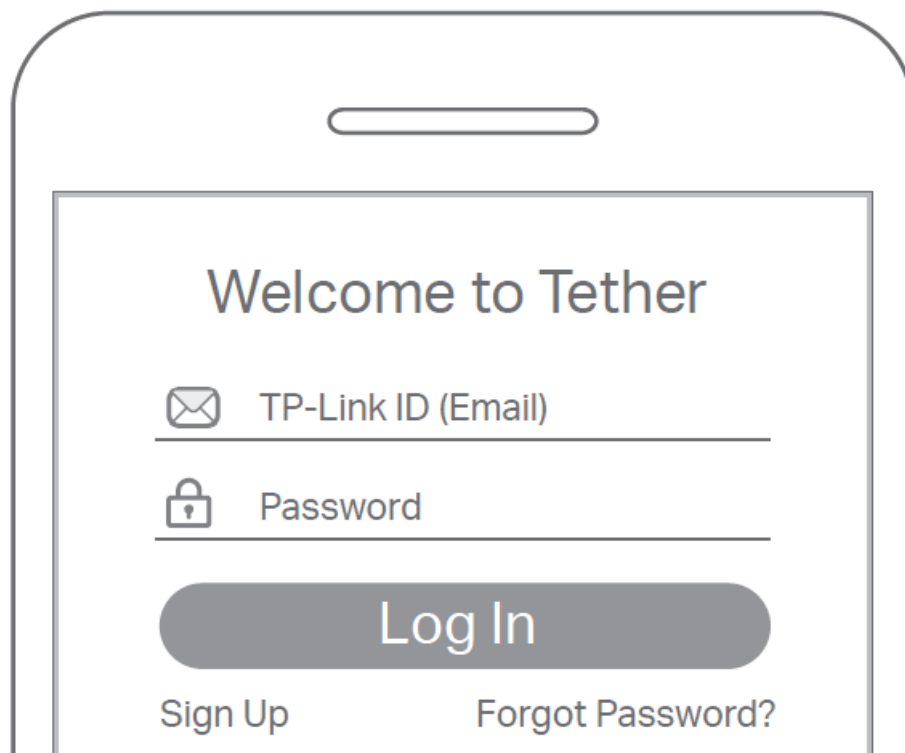 Welcome to Tether
TP-Link ID (Email)
Password
Log In
Sign Up
Forgot Password?